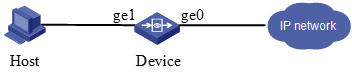 ge1 ge0
IP network
Host Device